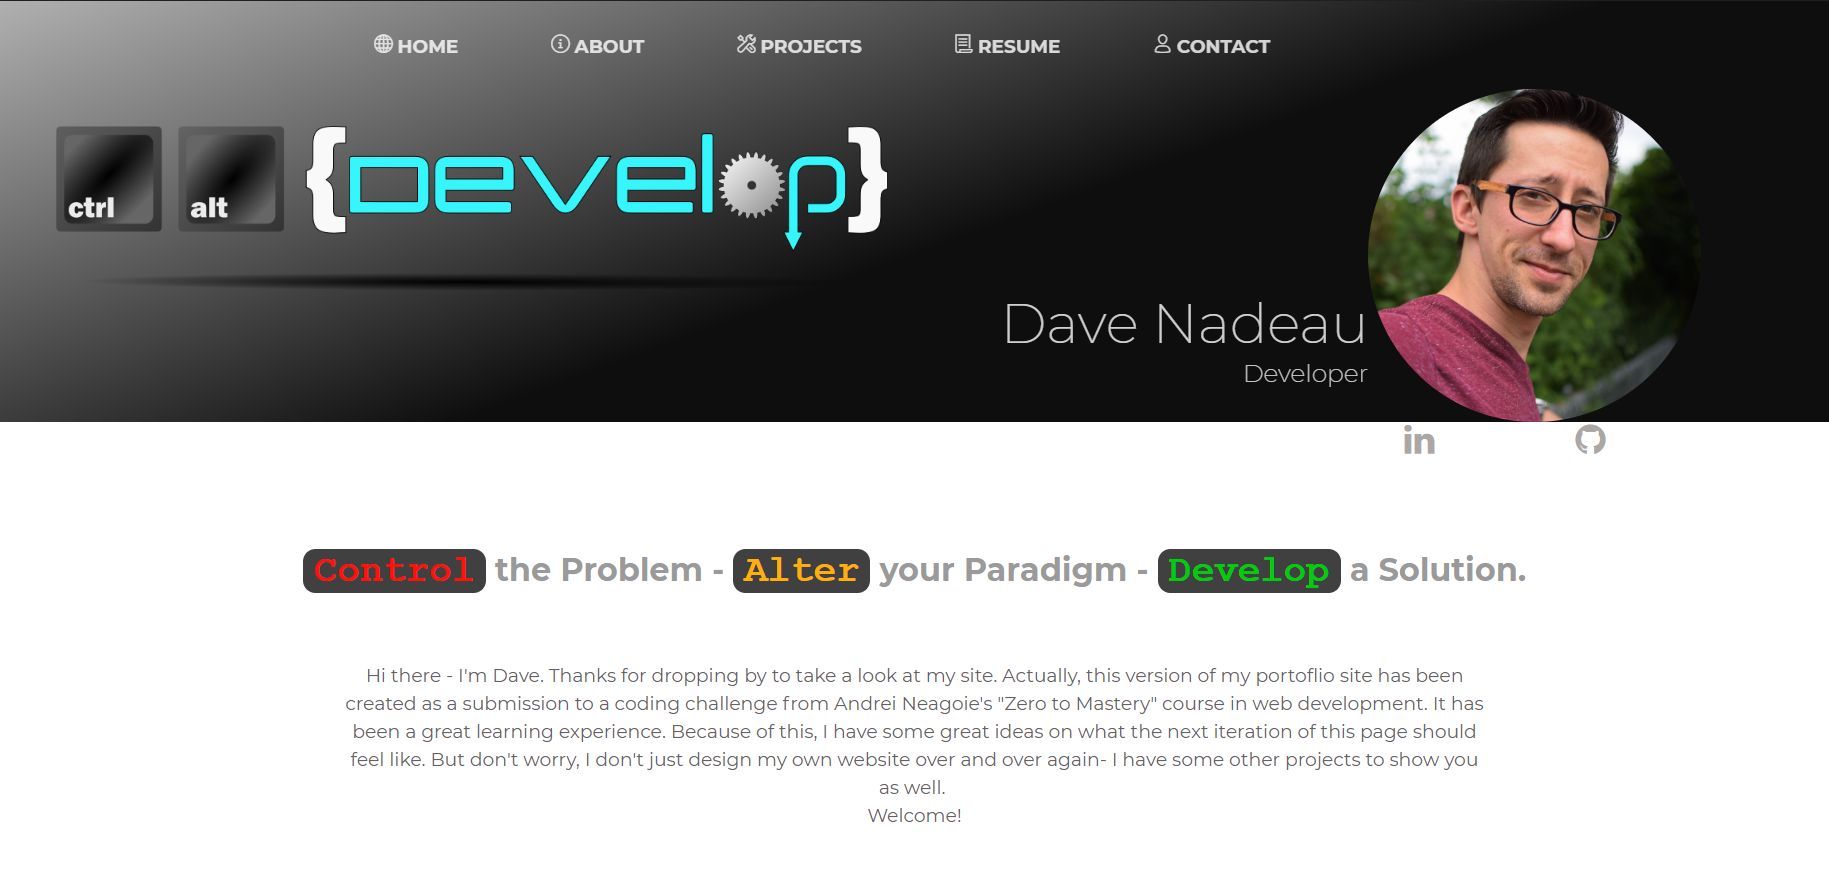 HOME ABOUT PROJECTS RESUME CONTACT
ctrl alt {Develop}
Dave Nadeau
Developer
in
Control the Problem - Alter your Paradigm - Develop a Solution.
Hi there - I'm Dave. Thanks for dropping by to take a look at my site. Actually, this version of my portoflio site has been
created as a submission to a coding challenge from Andrei Neagoie's "Zero to Mastery" course in web development. It has
been a great learning experience. Because of this, I have some great ideas on what the next iteration of this page should
feel like. But don't worry, I don't just design my own website over and over again- I have some other projects to show you
as well.
Welcome!